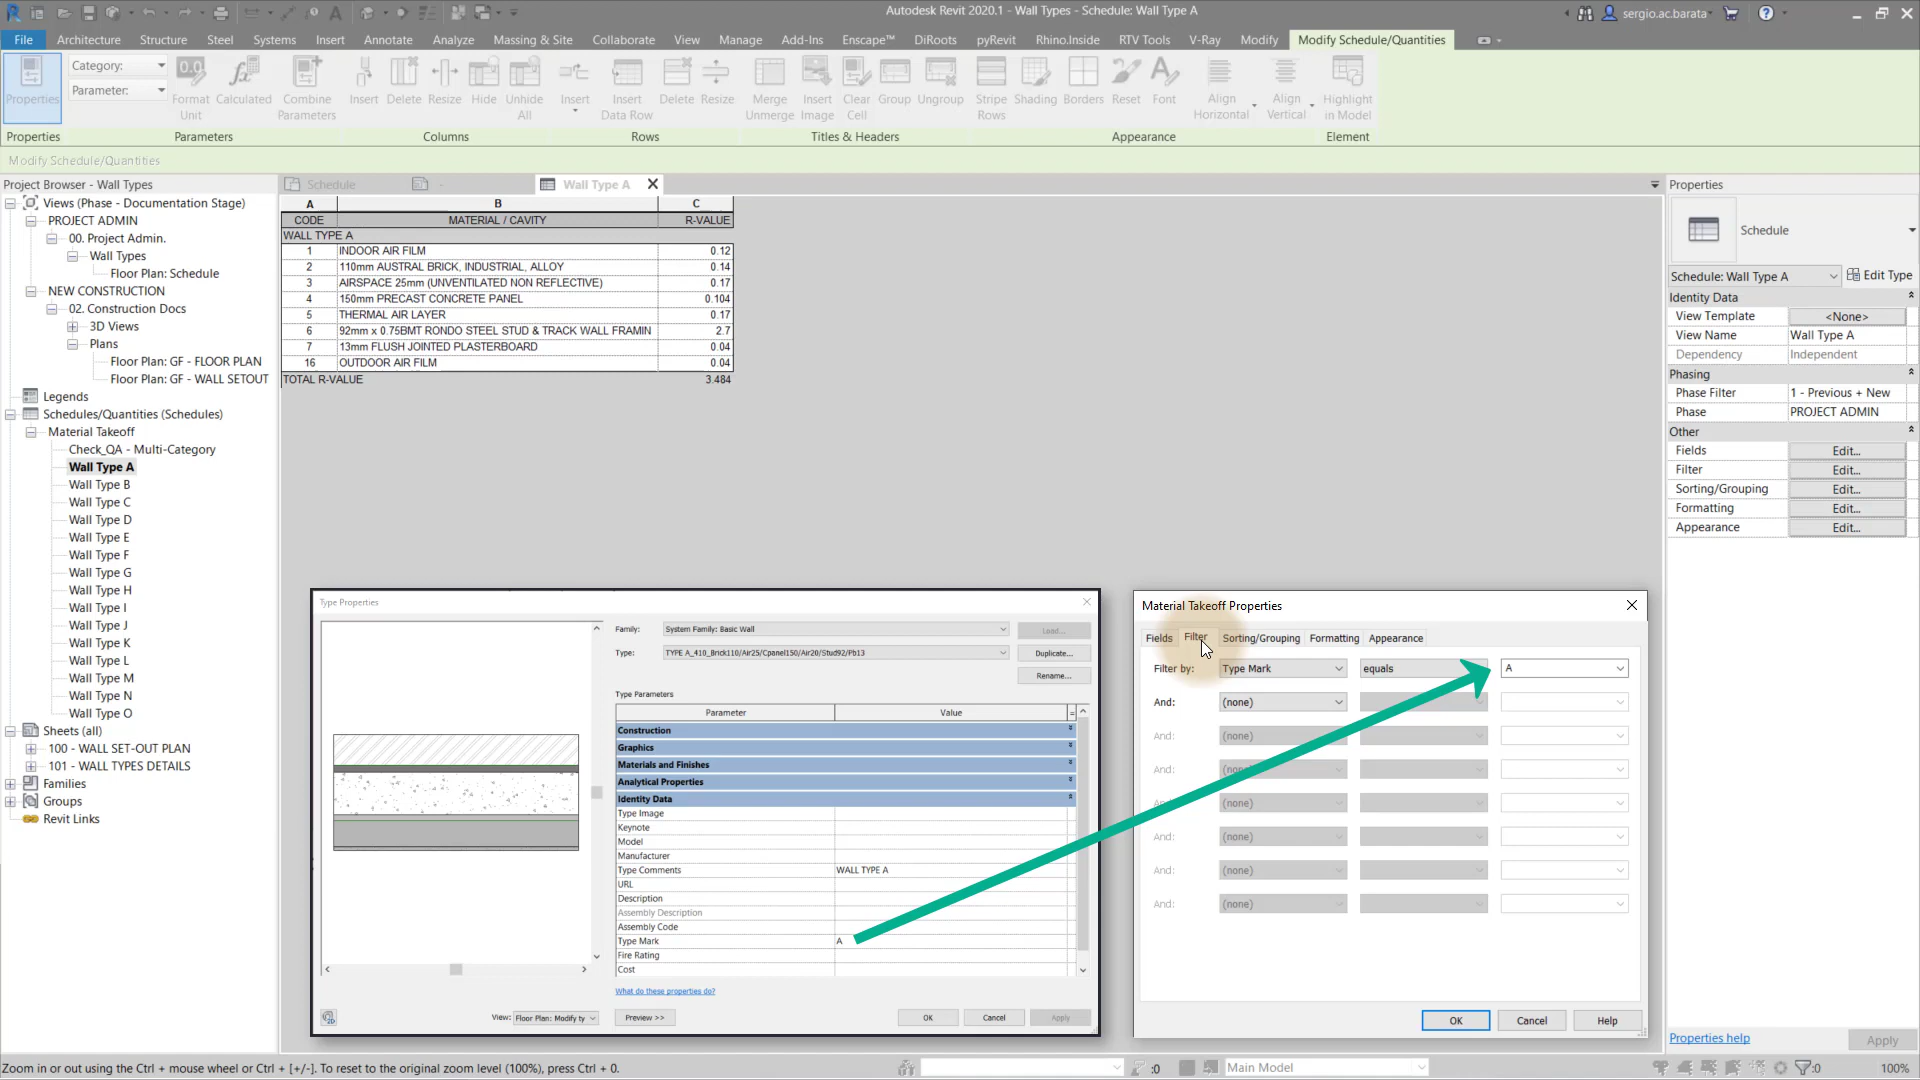 Autodesk Revit 2020.1 - Wall Types - Schedule: Wall Type A
sergio.ac.barata
File Architecture Structure Steel Systems Insert Annotate Analyze Massing & Site Collaborate View Manage Add-Ins Enscape™ DiRoots pyRevit Rhino.Inside RTV Tools V-Ray Modify Modify Schedule/Quantities
Category:
Parameter:
Properties
Format Unit
Calculated
Combine Parameters
Insert
Delete
Resize
Hide
Unhide All
Insert
Insert Data Row
Delete
Resize
Merge Unmerge
Insert Image
Clear Cell
Group
Ungroup
Stripe Rows
Shading
Borders
Reset
Font
Align Horizontal
Align Vertical
Highlight in Model
Properties Parameters Columns Rows Titles & Headers Appearance Element
Modify Schedule/Quantities
Project Browser - Wall Types
Views (Phase - Documentation Stage)
PROJECT ADMIN
00. Project Admin.
Wall Types
Floor Plan: Schedule
NEW CONSTRUCTION
02. Construction Docs
3D Views
Plans
Floor Plan: GF - FLOOR PLAN
Floor Plan: GF - WALL SETOUT
Legends
Schedules/Quantities (Schedules)
Material Takeoff
Check_QA - Multi-Category
Wall Type A
Wall Type B
Wall Type C
Wall Type D
Wall Type E
Wall Type F
Wall Type G
Wall Type H
Wall Type I
Wall Type J
Wall Type K
Wall Type L
Wall Type M
Wall Type N
Wall Type O
Sheets (all)
100 - WALL SET-OUT PLAN
101 - WALL TYPES DETAILS
Families
Groups
Revit Links
Schedule
-
Wall Type A
A B C
CODE MATERIAL / CAVITY R-VALUE
WALL TYPE A
1 INDOOR AIR FILM 0.12
2 110mm AUSTRAL BRICK, INDUSTRIAL, ALLOY 0.14
3 AIRSPACE 25mm (UNVENTILATED NON REFLECTIVE) 0.17
4 150mm PRECAST CONCRETE PANEL 0.104
5 THERMAL AIR LAYER 0.17
6 92mm x 0.75BMT RONDO STEEL STUD & TRACK WALL FRAMIN 2.7
7 13mm FLUSH JOINTED PLASTERBOARD 0.04
16 OUTDOOR AIR FILM 0.04
TOTAL R-VALUE 3.484
Type Properties
Family: System Family: Basic Wall Load...
Type: TYPE A_410_Brick110/Air25/Cpanel150/Air20/Stud92/Pb13 Duplicate...
Rename...
Type Parameters
Parameter Value =
Construction
Graphics
Materials and Finishes
Analytical Properties
Identity Data
Type Image
Keynote
Model
Manufacturer
Type Comments WALL TYPE A
URL
Description
Assembly Description
Assembly Code
Type Mark A
Fire Rating
Cost
What do these properties do?
View: Floor Plan: Modify ty Preview >> OK Cancel Apply
Material Takeoff Properties
Fields Filter Sorting/Grouping Formatting Appearance
Filter by: Type Mark equals A
And: (none)
And: (none)
And: (none)
And: (none)
And: (none)
And: (none)
And: (none)
OK Cancel Help
Properties
Schedule
Schedule: Wall Type A Edit Type
Identity Data
View Template <None>
View Name Wall Type A
Dependency Independent
Phasing
Phase Filter 1 - Previous + New
Phase PROJECT ADMIN
Other
Fields Edit...
Filter Edit...
Sorting/Grouping Edit...
Formatting Edit...
Appearance Edit...
Properties help Apply
Zoom in or out using the Ctrl + mouse wheel or Ctrl + [+/-]. To reset to the original zoom level (100%), press Ctrl + 0.
:0
Main Model
:0
100%